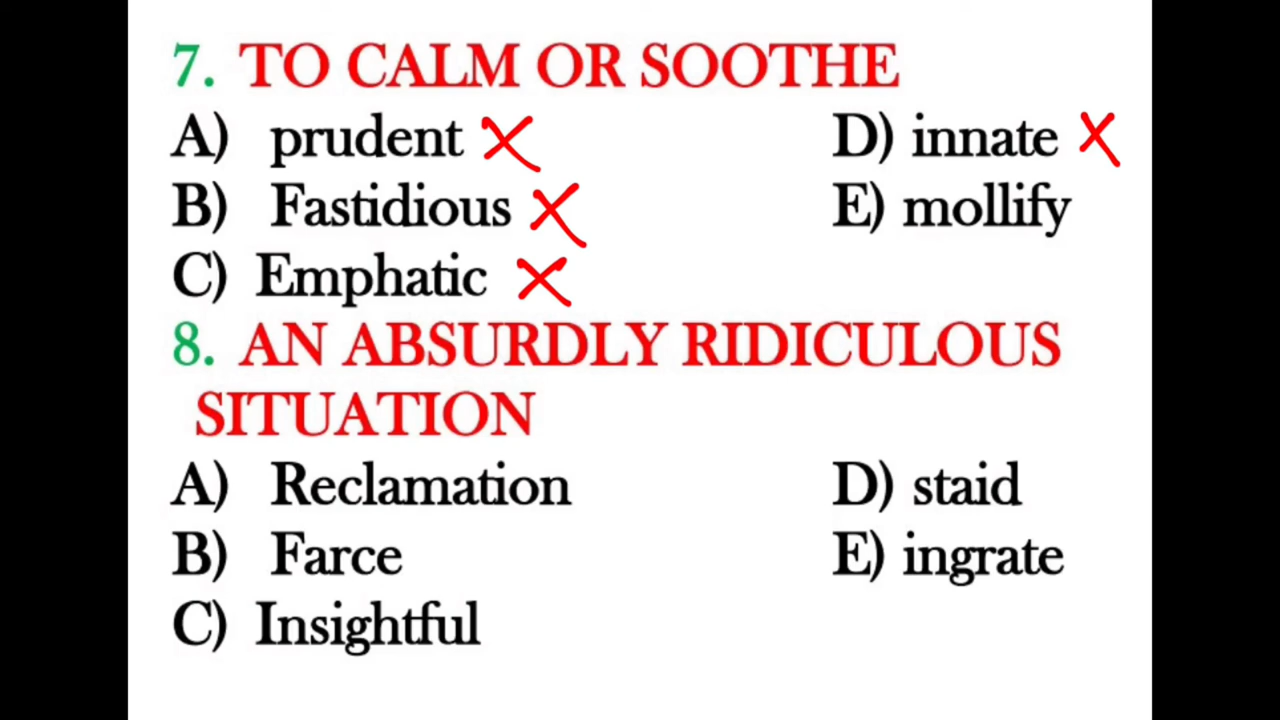 7. TO CALM OR SOOTHE
A) prudent D) innate
B) Fastidious E) mollify
C) Emphatic
8. AN ABSURDLY RIDICULOUS
SITUATION
A) Reclamation D) staid
B) Farce E) ingrate
C) Insightful